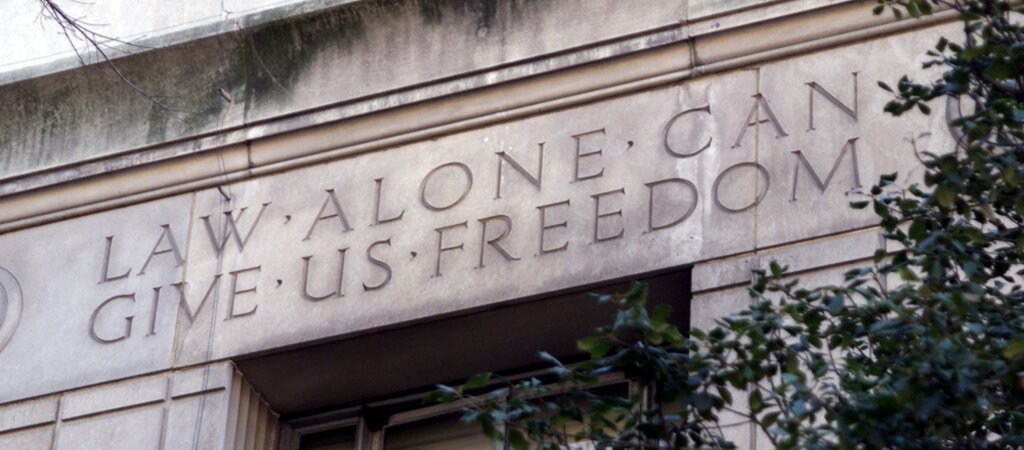 LAW · ALONE · CAN
GIVE · US · FREEDOM